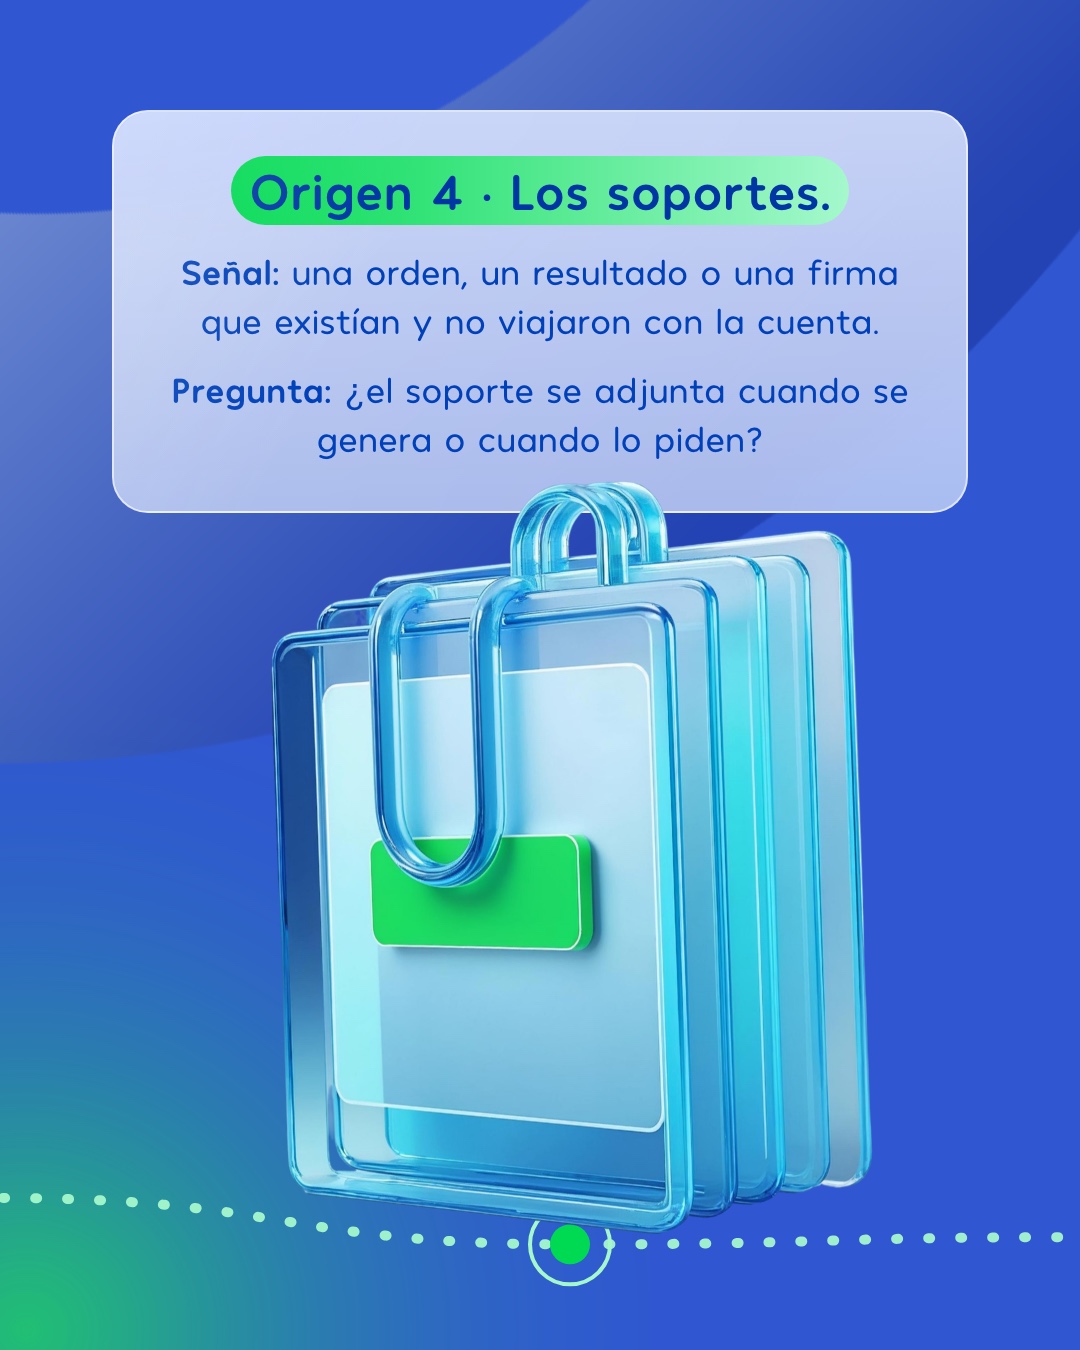 Origen 4 · Los soportes.
Señal: una orden, un resultado o una firma
que existían y no viajaron con la cuenta.
Pregunta: ¿el soporte se adjunta cuando se
genera o cuando lo piden?